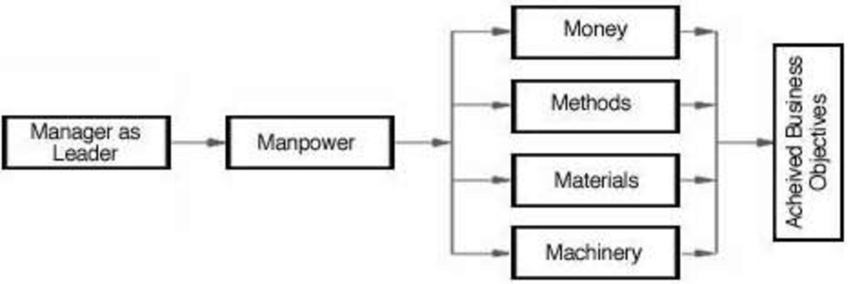 Manager as
Leader
Manpower
Money
Methods
Materials
Machinery
Acheived Business
Objectives